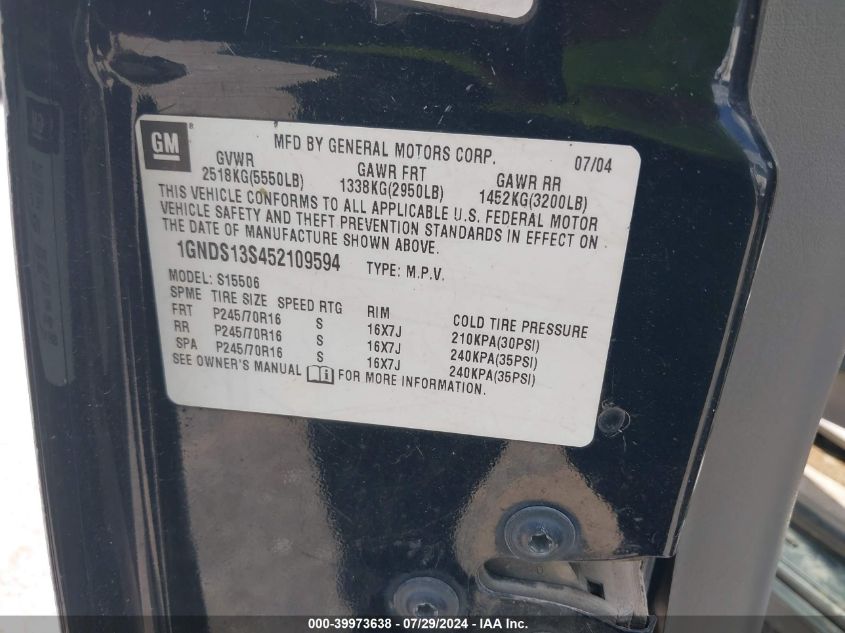 GM
MFD BY GENERAL MOTORS CORP. 07/04
GVWR GAWR FRT GAWR RR
2518KG(5550LB) 1338KG(2950LB) 1452KG(3200LB)
THIS VEHICLE CONFORMS TO ALL APPLICABLE U.S. FEDERAL MOTOR
VEHICLE SAFETY AND THEFT PREVENTION STANDARDS IN EFFECT ON
THE DATE OF MANUFACTURE SHOWN ABOVE.
1GNDS13S452109594 TYPE: M.P.V.
MODEL: S15506
SPME TIRE SIZE SPEED RTG RIM COLD TIRE PRESSURE
FRT P245/70R16 S 16X7J 210KPA(30PSI)
RR P245/70R16 S 16X7J 240KPA(35PSI)
SPA P245/70R16 S 16X7J 240KPA(35PSI)
SEE OWNER'S MANUAL FOR MORE INFORMATION.
000-39973638 - 07/29/2024 - IAA Inc.